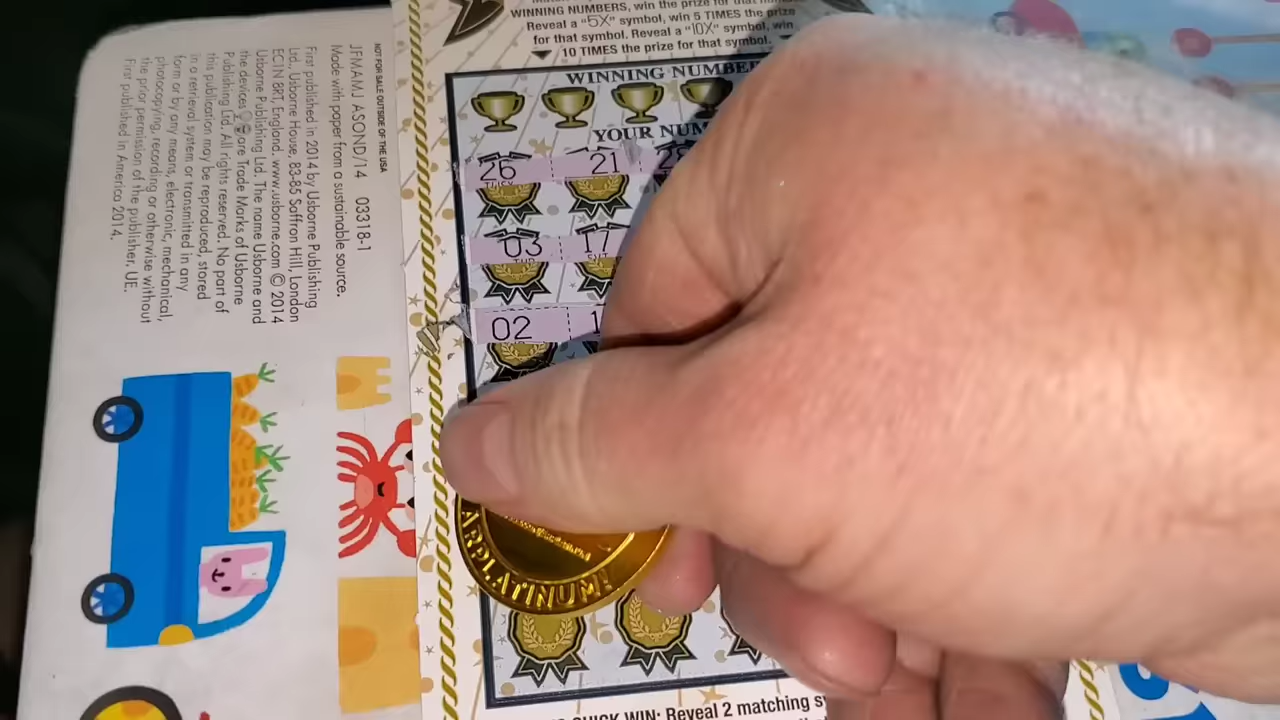 WINNING NUMBERS, win the prize for that
Reveal a "5X" symbol, win 5 TIMES the prize
for that symbol. Reveal a "10X" symbol, win
10 TIMES the prize for that symbol.
WINNING
YOUR
26 21
03 17
02
ARPLATINUM!
QUICK WIN: Reveal 2 matching
NOT FOR SALE OUTSIDE OF THE USA
JFMAMJ ASOND/14 03318-1
Made with paper from a sustainable source.
First published in 2014 by Usborne Publishing
Ltd., Usborne House, 83-85 Saffron Hill, London
EC1N 8RT, England. www.usborne.com © 2014
Usborne Publishing Ltd. The name Usborne and
the devices are Trade Marks of Usborne
Publishing Ltd. All rights reserved. No part of
this publication may be reproduced, stored
in a retrieval system or transmitted in any
form or by any means, electronic, mechanical,
photocopying, recording or otherwise without
the prior permission of the publisher, UE.
First published in America 2014.